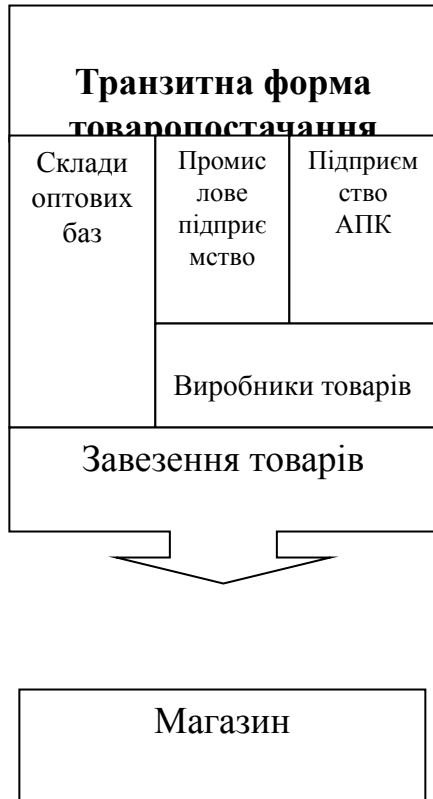 Транзитна форма
товаропостачання
Склади
оптових
баз
Промис
лове
підприє
мство
Підприєм
ство
АПК
Виробники товарів
Завезення товарів
Магазин